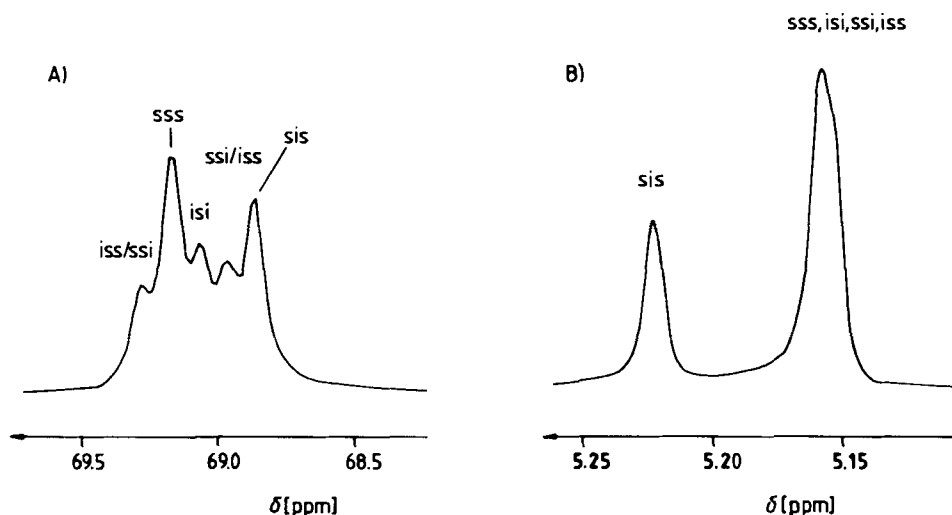 A)
sss
ssi/iss
sis
isi
iss/ssi
69.5 69.0 68.5
δ[ppm]
B)
sss,isi,ssi,iss
sis
5.25 5.20 5.15
δ[ppm]